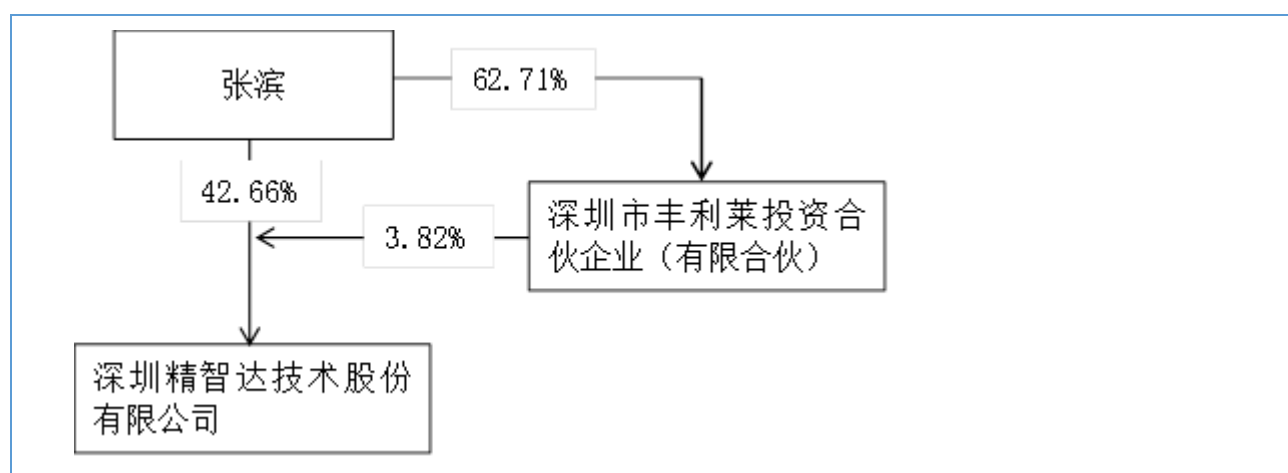 张滨
62.71%
42.66%
深圳市丰利莱投资合
伙企业（有限合伙）
3.82%
深圳精智达技术股份
有限公司